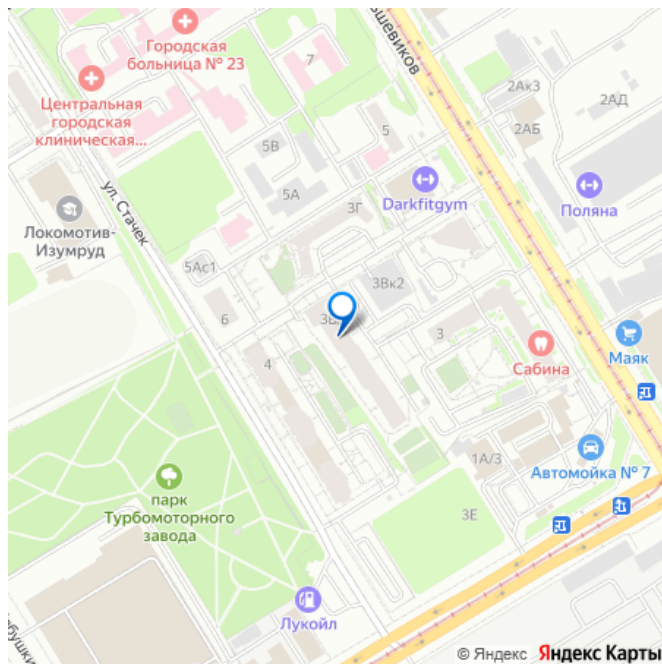 Городская
больница № 23
7
шевиков
2Ак3
2АД
2АБ
Центральная
городская
клиническая...
5В
5
5А
Darkfitgym
Поляна
ул. Стачек
Локомотив-
Изумруд
3Г
5Ас1
3Вк2
6
3
Сабина
Маяк
4
1А/3
Автомойка № 7
парк
Турбомоторного
завода
3Е
Лукойл
бушки
© Яндекс Яндекс Карты